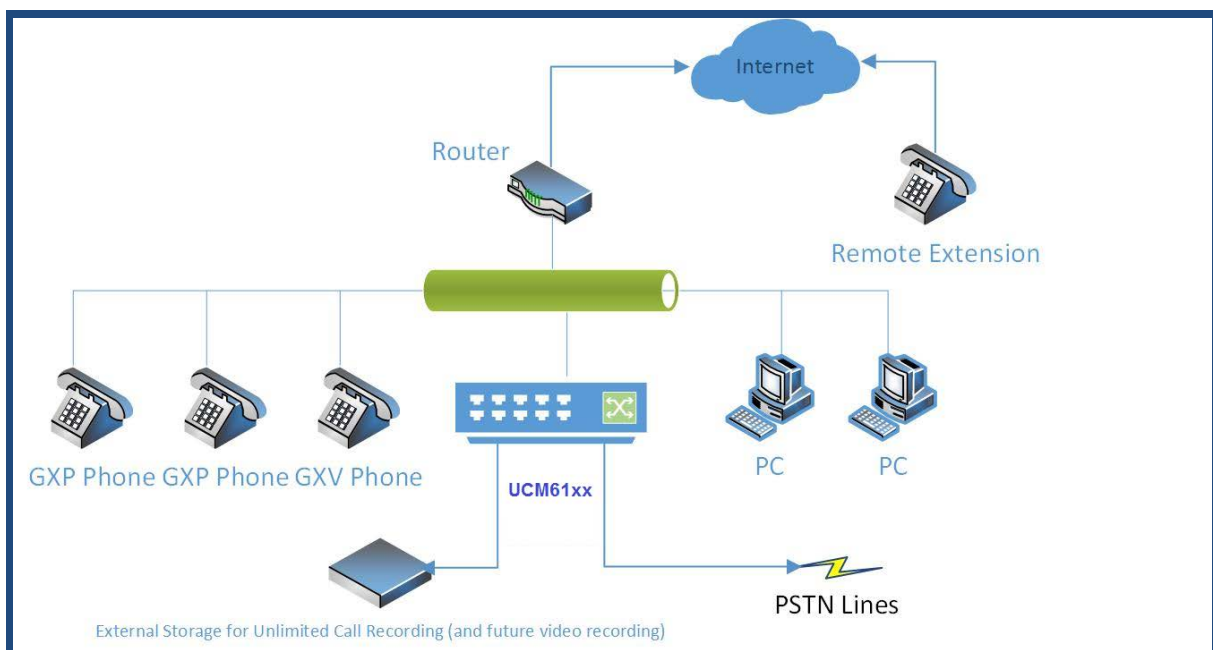 Internet
Router
Remote Extension
GXP Phone GXP Phone GXV Phone
PC
PC
UCM61xx
PSTN Lines
External Storage for Unlimited Call Recording (and future video recording)